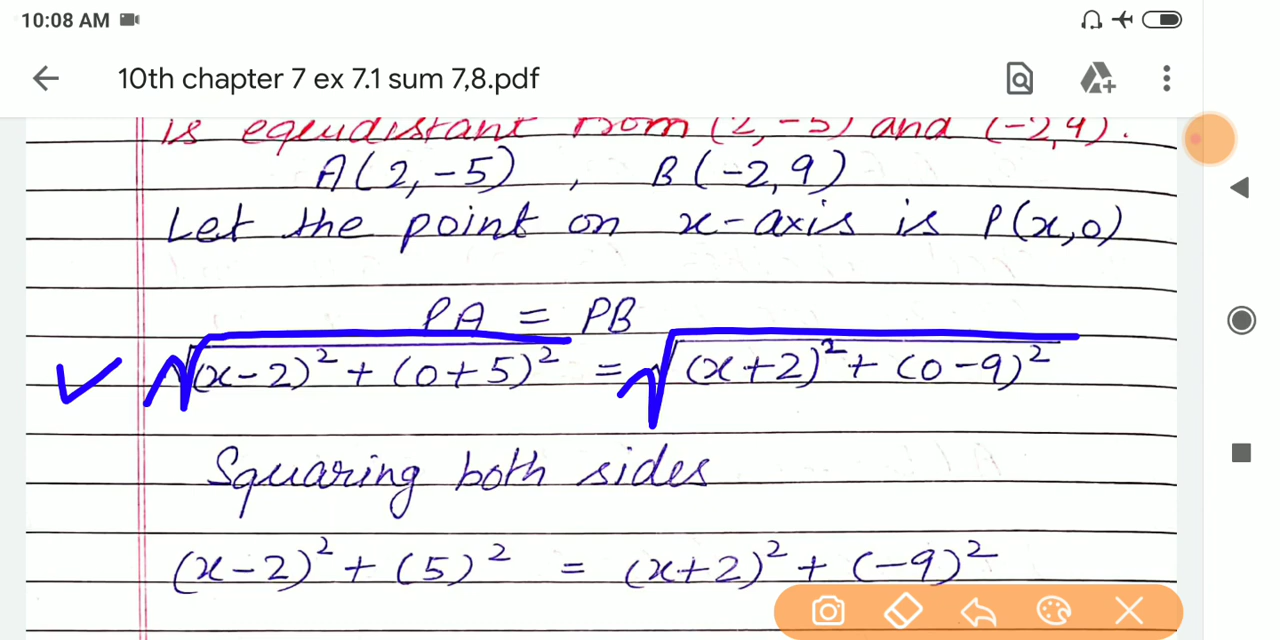 10:08 AM
10th chapter 7 ex 7.1 sum 7,8.pdf
is equidistant from (2,-5) and (-2,9).
A(2,-5) , B(-2,9)
Let the point on x-axis is P(x,0)
PA = PB
√(x-2)² + (0+5)² = √(x+2)² + (0-9)²
Squaring both sides
(x-2)² + (5)² = (x+2)² + (-9)²